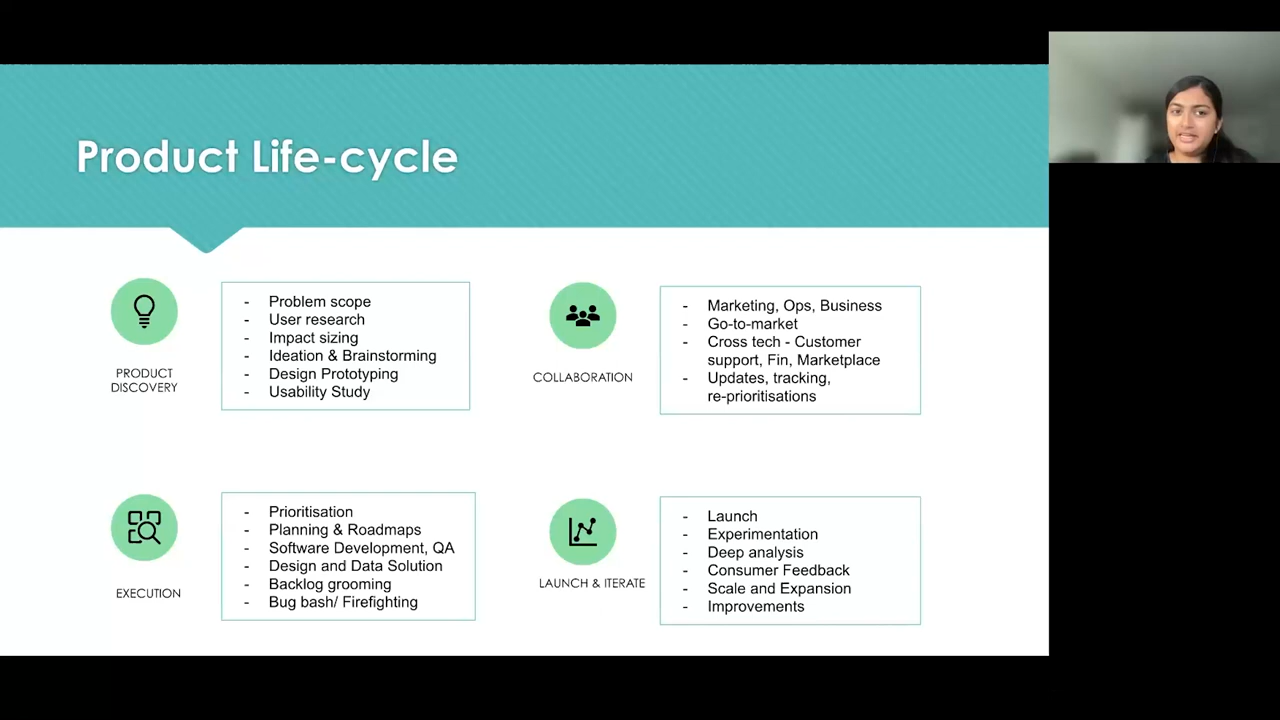 Product Life-cycle
PRODUCT
DISCOVERY
- Problem scope
- User research
- Impact sizing
- Ideation & Brainstorming
- Design Prototyping
- Usability Study
COLLABORATION
- Marketing, Ops, Business
- Go-to-market
- Cross tech - Customer
support, Fin, Marketplace
- Updates, tracking,
re-prioritisations
EXECUTION
- Prioritisation
- Planning & Roadmaps
- Software Development, QA
- Design and Data Solution
- Backlog grooming
- Bug bash/ Firefighting
LAUNCH & ITERATE
- Launch
- Experimentation
- Deep analysis
- Consumer Feedback
- Scale and Expansion
- Improvements